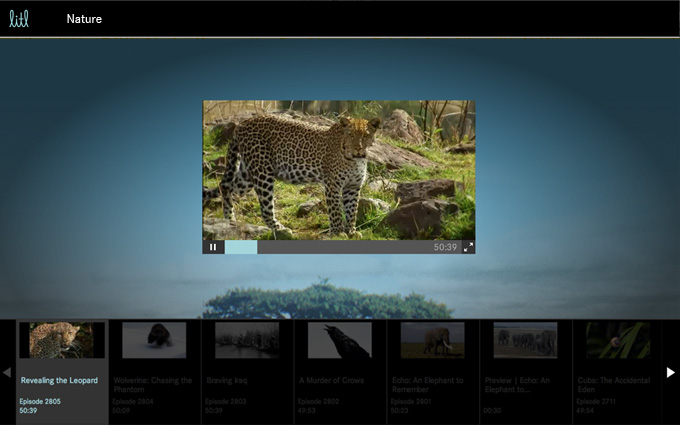 litl
Nature
50:39
Revealing the Leopard
Episode 2805
50:39
Wolverine: Chasing the
Phantom
Episode 2804
50:09
Braving Iraq
Episode 2803
50:39
A Murder of Crows
Episode 2802
49:53
Echo: An Elephant to
Remember
Episode 2801
50:23
Preview | Echo: An
Elephant to...
00:30
Cuba: The Accidental
Eden
Episode 2711
49:54